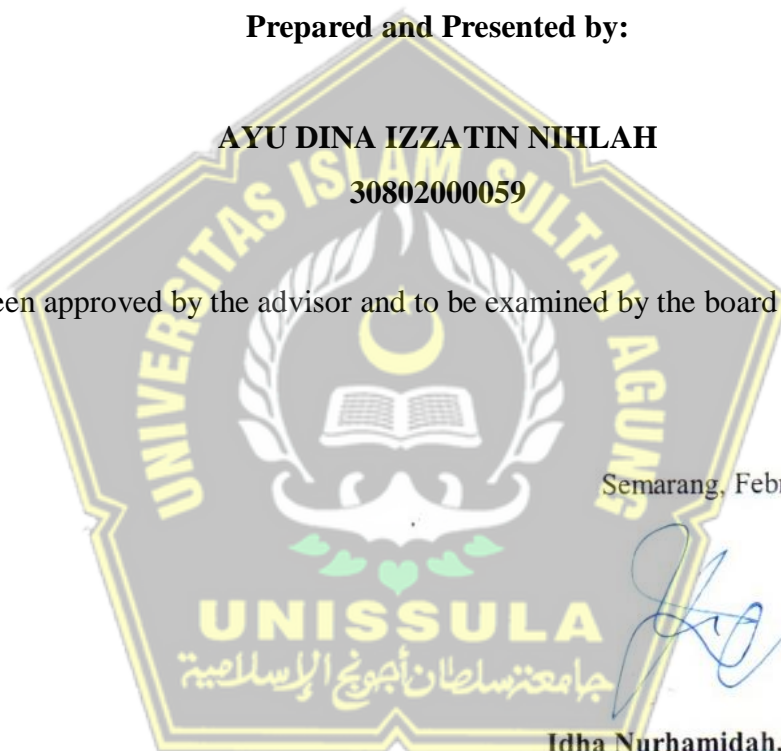 Prepared and Presented by:
AYU DINA IZZATIN NIHLAH
30802000059
een approved by the advisor and to be examined by the board
Semarang, Febr
UNIVERSITAS ISLAM SULTAN AGUNG
UNISSULA
جامعة سلطان أجونج الإسلامية
Idha Nurhamidah,